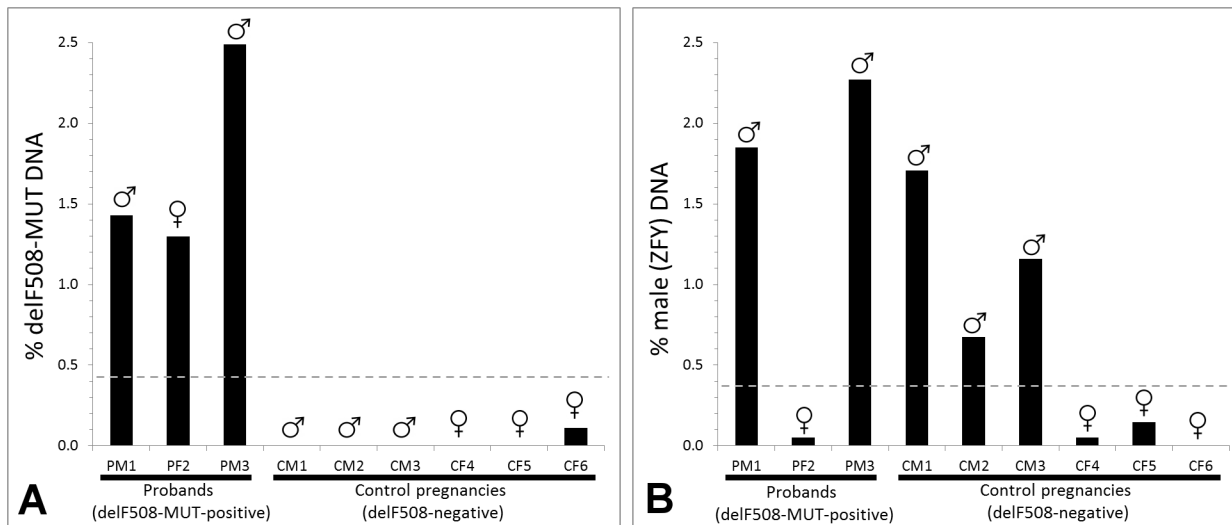 % delF508-MUT DNA
2.5
2.0
1.5
1.0
0.5
0.0
♂ ♀ ♂ ♂ ♂ ♂ ♀ ♀ ♀
PM1 PF2 PM3 CM1 CM2 CM3 CF4 CF5 CF6
Probands Control pregnancies
(delF508-MUT-positive) (delF508-negative)
A
% male (ZFY) DNA
2.5
2.0
1.5
1.0
0.5
0.0
♂ ♀ ♂ ♂ ♂ ♂ ♀ ♀ ♀
PM1 PF2 PM3 CM1 CM2 CM3 CF4 CF5 CF6
Probands Control pregnancies
(delF508-MUT-positive) (delF508-negative)
B